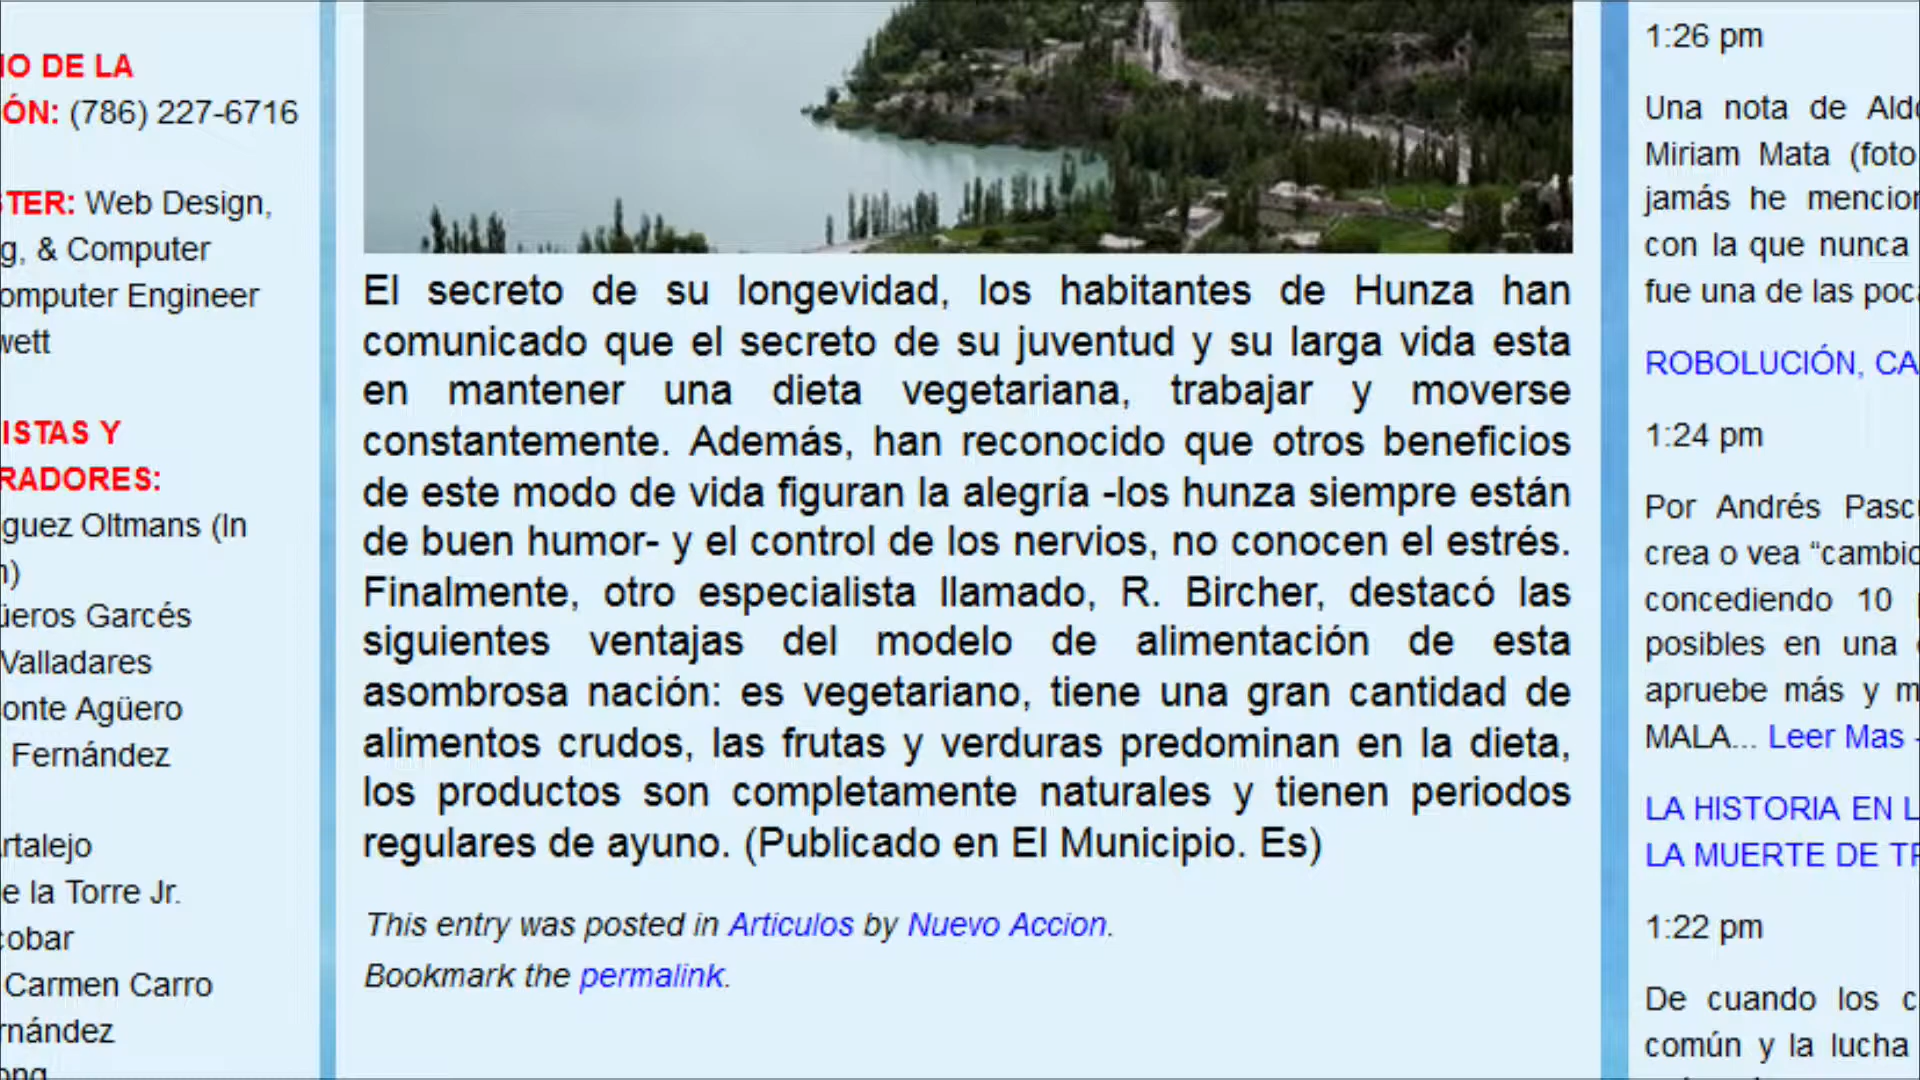 IO DE LA
ÓN: (786) 227-6716
STER: Web Design,
g, & Computer
omputer Engineer
wett
ISTAS Y
RADORES:
guez Oltmans (In
n)
üeros Garcés
Valladares
onte Agüero
Fernández
rtalejo
e la Torre Jr.
cobar
Carmen Carro
rnández
El secreto de su longevidad, los habitantes de Hunza han
comunicado que el secreto de su juventud y su larga vida esta
en mantener una dieta vegetariana, trabajar y moverse
constantemente. Además, han reconocido que otros beneficios
de este modo de vida figuran la alegría -los hunza siempre están
de buen humor- y el control de los nervios, no conocen el estrés.
Finalmente, otro especialista llamado, R. Bircher, destacó las
siguientes ventajas del modelo de alimentación de esta
asombrosa nación: es vegetariano, tiene una gran cantidad de
alimentos crudos, las frutas y verduras predominan en la dieta,
los productos son completamente naturales y tienen periodos
regulares de ayuno. (Publicado en El Municipio. Es)
This entry was posted in Articulos by Nuevo Accion.
Bookmark the permalink.
1:26 pm
Una nota de Aldo
Miriam Mata (foto
jamás he mencion
con la que nunca
fue una de las poca
ROBOLUCIÓN, CA
1:24 pm
Por Andrés Pascu
crea o vea “cambio
concediendo 10
posibles en una
apruebe más y m
MALA... Leer Mas -
LA HISTORIA EN L
LA MUERTE DE TR
1:22 pm
De cuando los c
común y la lucha